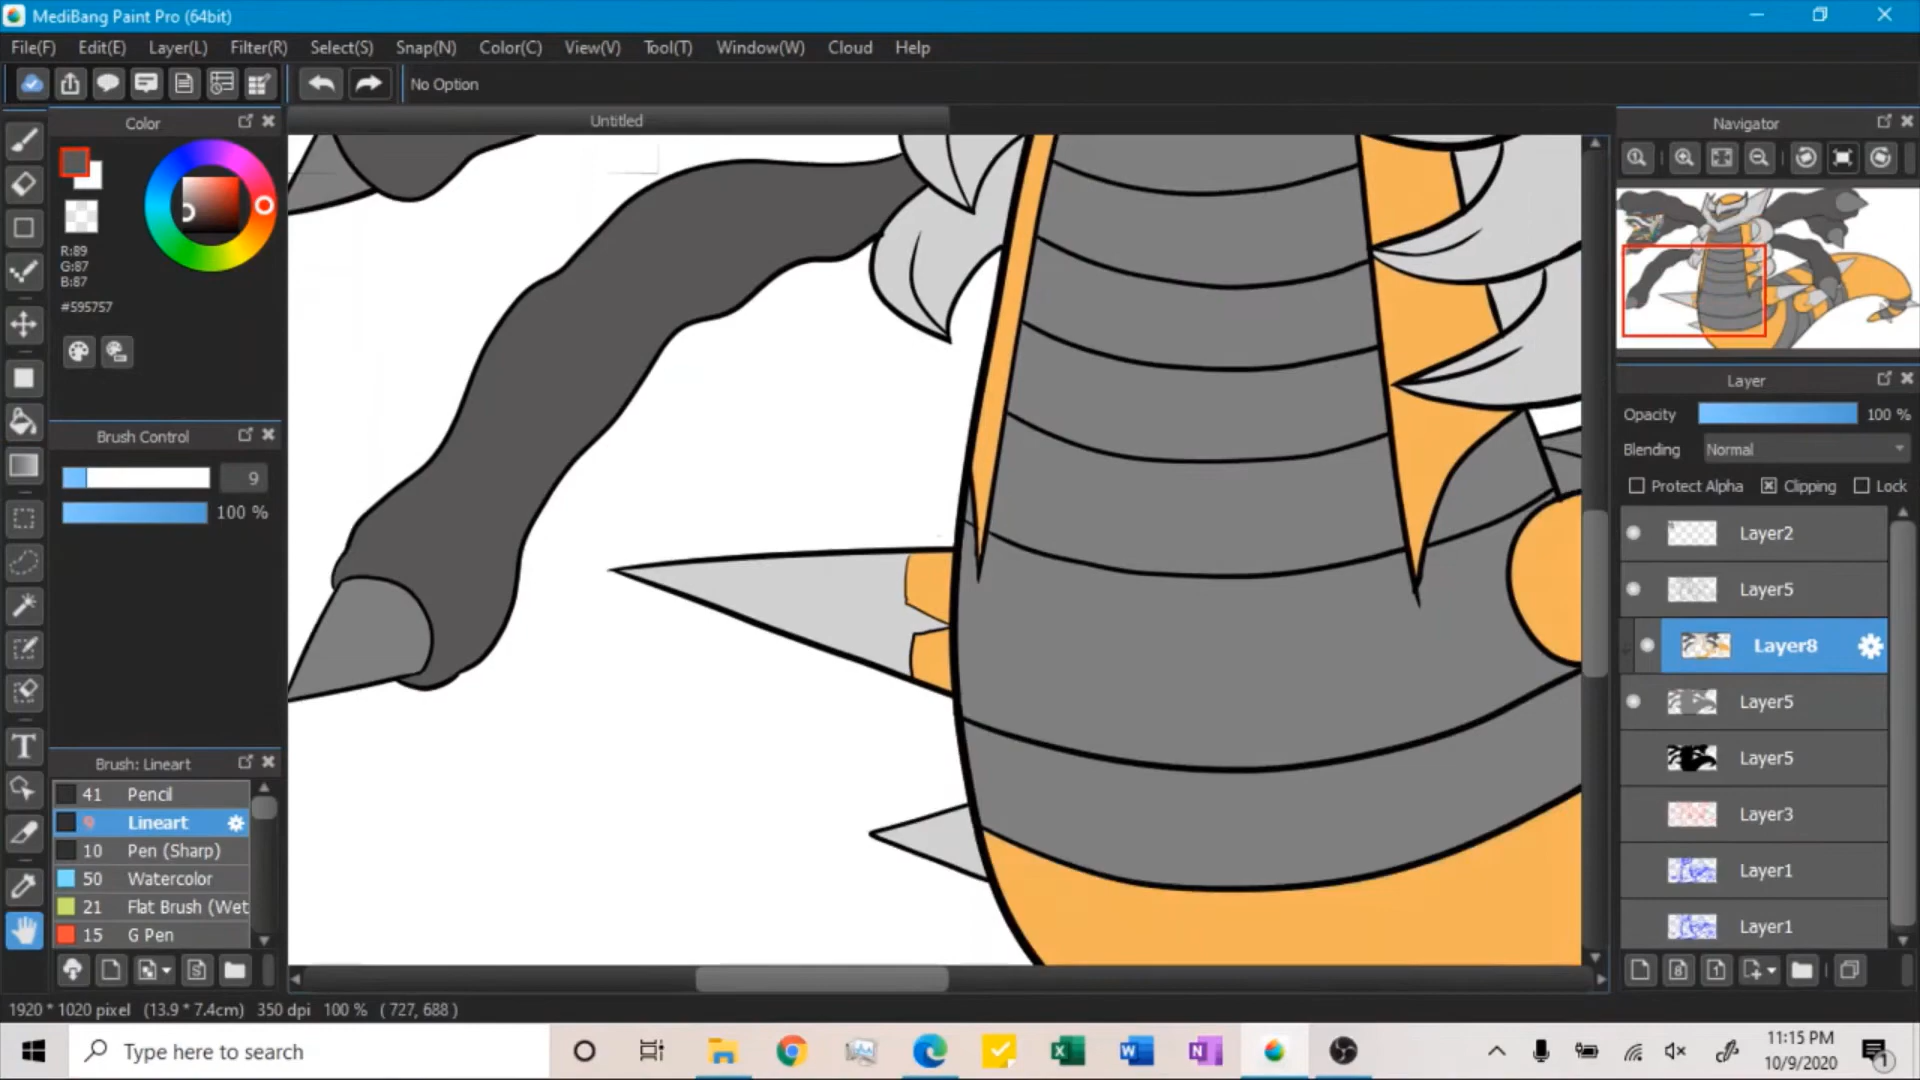 MediBang Paint Pro (64bit)
File(F) Edit(E) Layer(L) Filter(R) Select(S) Snap(N) Color(C) View(V) Tool(T) Window(W) Cloud Help
No Option
Color
Untitled
Navigator
R:89
G:87
B:87
#595757
Brush Control
9
100 %
Brush: Lineart
41 Pencil
9 Lineart
10 Pen (Sharp)
50 Watercolor
21 Flat Brush (Wet
15 G Pen
Layer
Opacity 100 %
Blending Normal
Protect Alpha Clipping Lock
Layer2
Layer5
Layer8
Layer5
Layer5
Layer3
Layer1
Layer1
1920 * 1020 pixel (13.9 * 7.4cm) 350 dpi 100 % ( 727, 688 )
Type here to search
11:15 PM
10/9/2020
1